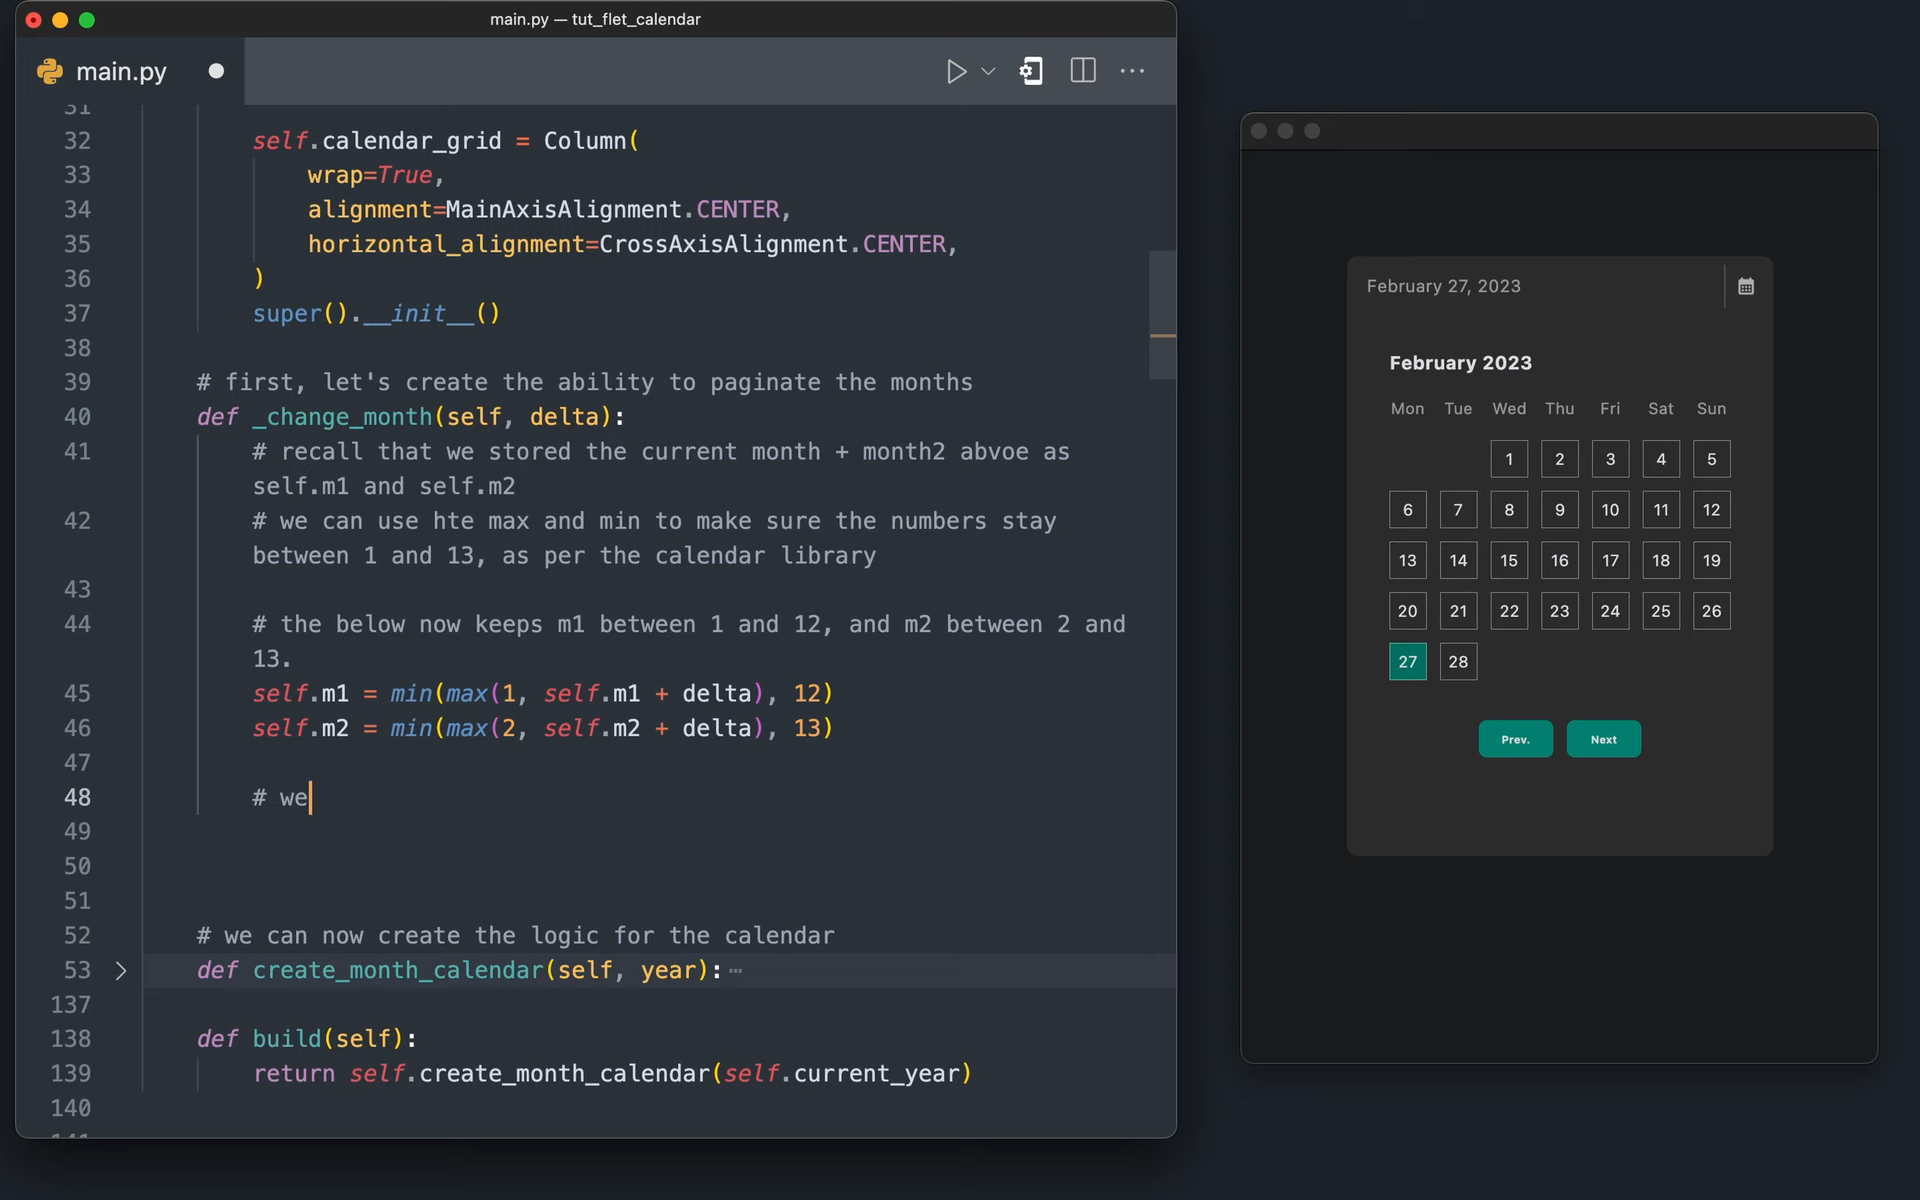 main.py — tut_flet_calendar
main.py
31
32 self.calendar_grid = Column(
33 wrap=True,
34 alignment=MainAxisAlignment.CENTER,
35 horizontal_alignment=CrossAxisAlignment.CENTER,
36 )
37 super().__init__()
38
39 # first, let's create the ability to paginate the months
40 def _change_month(self, delta):
41 # recall that we stored the current month + month2 abvoe as
self.m1 and self.m2
42 # we can use hte max and min to make sure the numbers stay
between 1 and 13, as per the calendar library
43
44 # the below now keeps m1 between 1 and 12, and m2 between 2 and
13.
45 self.m1 = min(max(1, self.m1 + delta), 12)
46 self.m2 = min(max(2, self.m2 + delta), 13)
47
48 # we
49
50
51
52 # we can now create the logic for the calendar
53 def create_month_calendar(self, year): ⋯
137
138 def build(self):
139 return self.create_month_calendar(self.current_year)
140
141
February 27, 2023
February 2023
Mon Tue Wed Thu Fri Sat Sun
1 2 3 4 5
6 7 8 9 10 11 12
13 14 15 16 17 18 19
20 21 22 23 24 25 26
27 28
Prev. Next